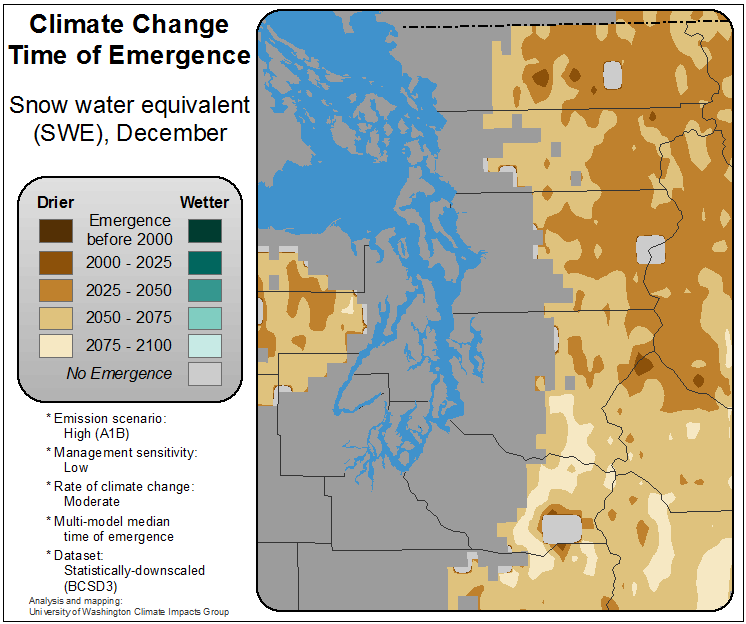 Climate Change
Time of Emergence
Snow water equivalent
(SWE), December
Drier
Wetter
Emergence
before 2000
2000 - 2025
2025 - 2050
2050 - 2075
2075 - 2100
No Emergence
* Emission scenario:
High (A1B)
* Management sensitivity:
Low
* Rate of climate change:
Moderate
* Multi-model median
time of emergence
* Dataset:
Statistically-downscaled
(BCSD3)
Analysis and mapping:
University of Washington Climate Impacts Group